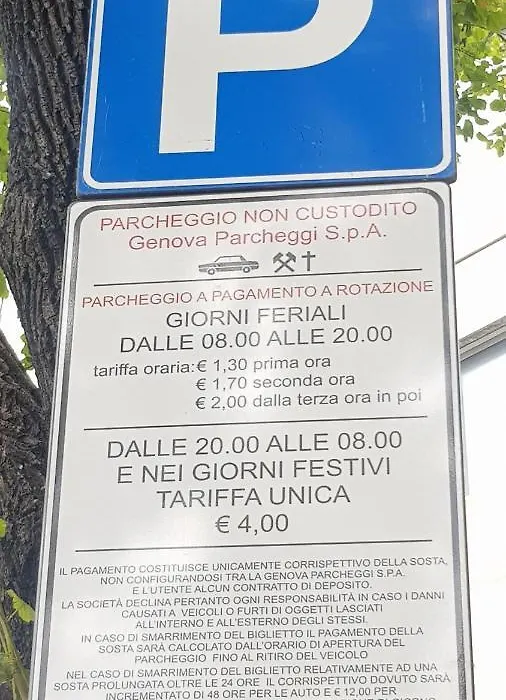 P
PARCHEGGIO NON CUSTODITO
Genova Parcheggi S.p.A.
PARCHEGGIO A PAGAMENTO A ROTAZIONE
GIORNI FERIALI
DALLE 08.00 ALLE 20.00
tariffa oraria: € 1,30 prima ora
€ 1,70 seconda ora
€ 2,00 dalla terza ora in poi
DALLE 20.00 ALLE 08.00
E NEI GIORNI FESTIVI
TARIFFA UNICA
€ 4,00
IL PAGAMENTO COSTITUISCE UNICAMENTE CORRISPETTIVO DELLA SOSTA,
NON CONFIGURANDOSI TRA LA GENOVA PARCHEGGI S.P.A.
E L'UTENTE ALCUN CONTRATTO DI DEPOSITO.
LA SOCIETÀ DECLINA PERTANTO OGNI RESPONSABILITÀ IN CASO I DANNI
CAUSATI A VEICOLI O FURTI DI OGGETTI LASCIATI
ALL'INTERNO E ALL'ESTERNO DEGLI STESSI.
IN CASO DI SMARRIMENTO DEL BIGLIETTO IL PAGAMENTO DELLA
SOSTA SARÀ CALCOLATO DALL'ORARIO DI APERTURA DEL
PARCHEGGIO FINO AL RITIRO DEL VEICOLO
NEL CASO DI SMARRIMENTO DEL BIGLIETTO RELATIVAMENTE AD UNA
SOSTA PROLUNGATA OLTRE LE 24 ORE IL CORRISPETTIVO DOVUTO SARÀ
INCREMENTATO DI 48 ORE PER LE AUTO E € 12,00 PER